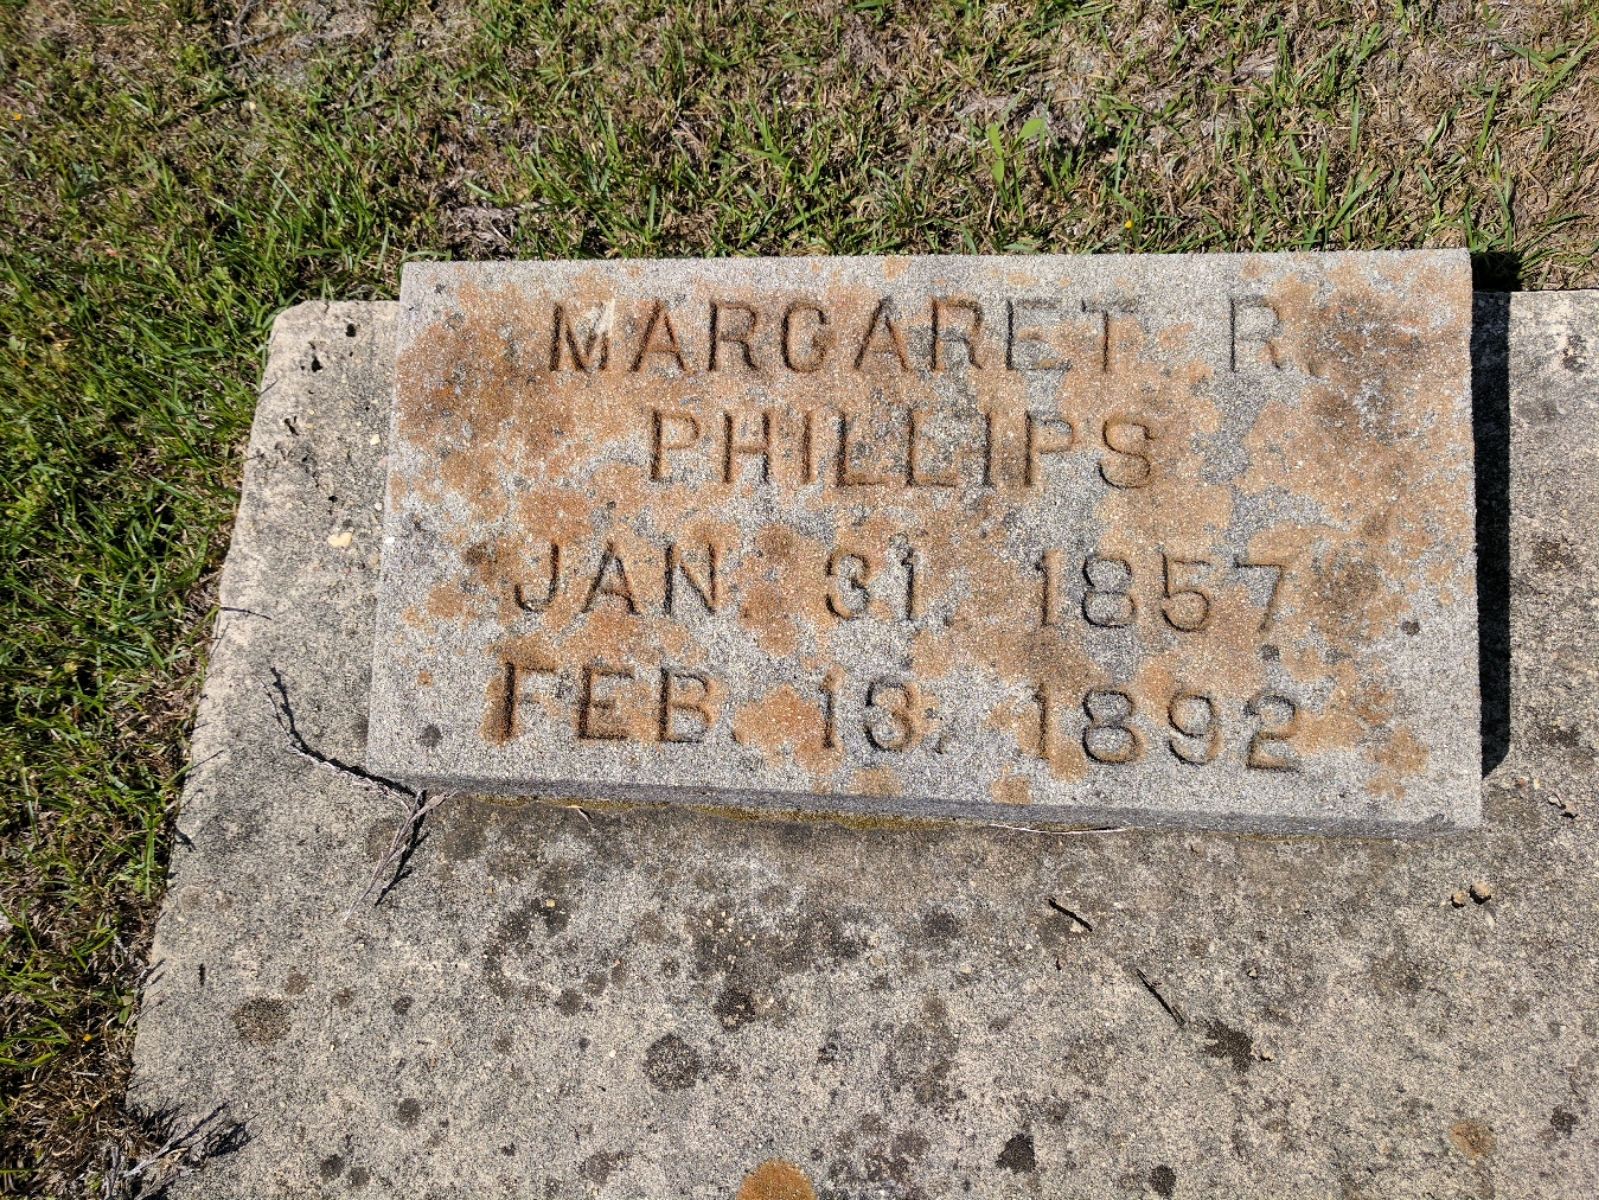 MARGARET R.
PHILLIPS
JAN. 31, 1857
FEB. 13, 1892